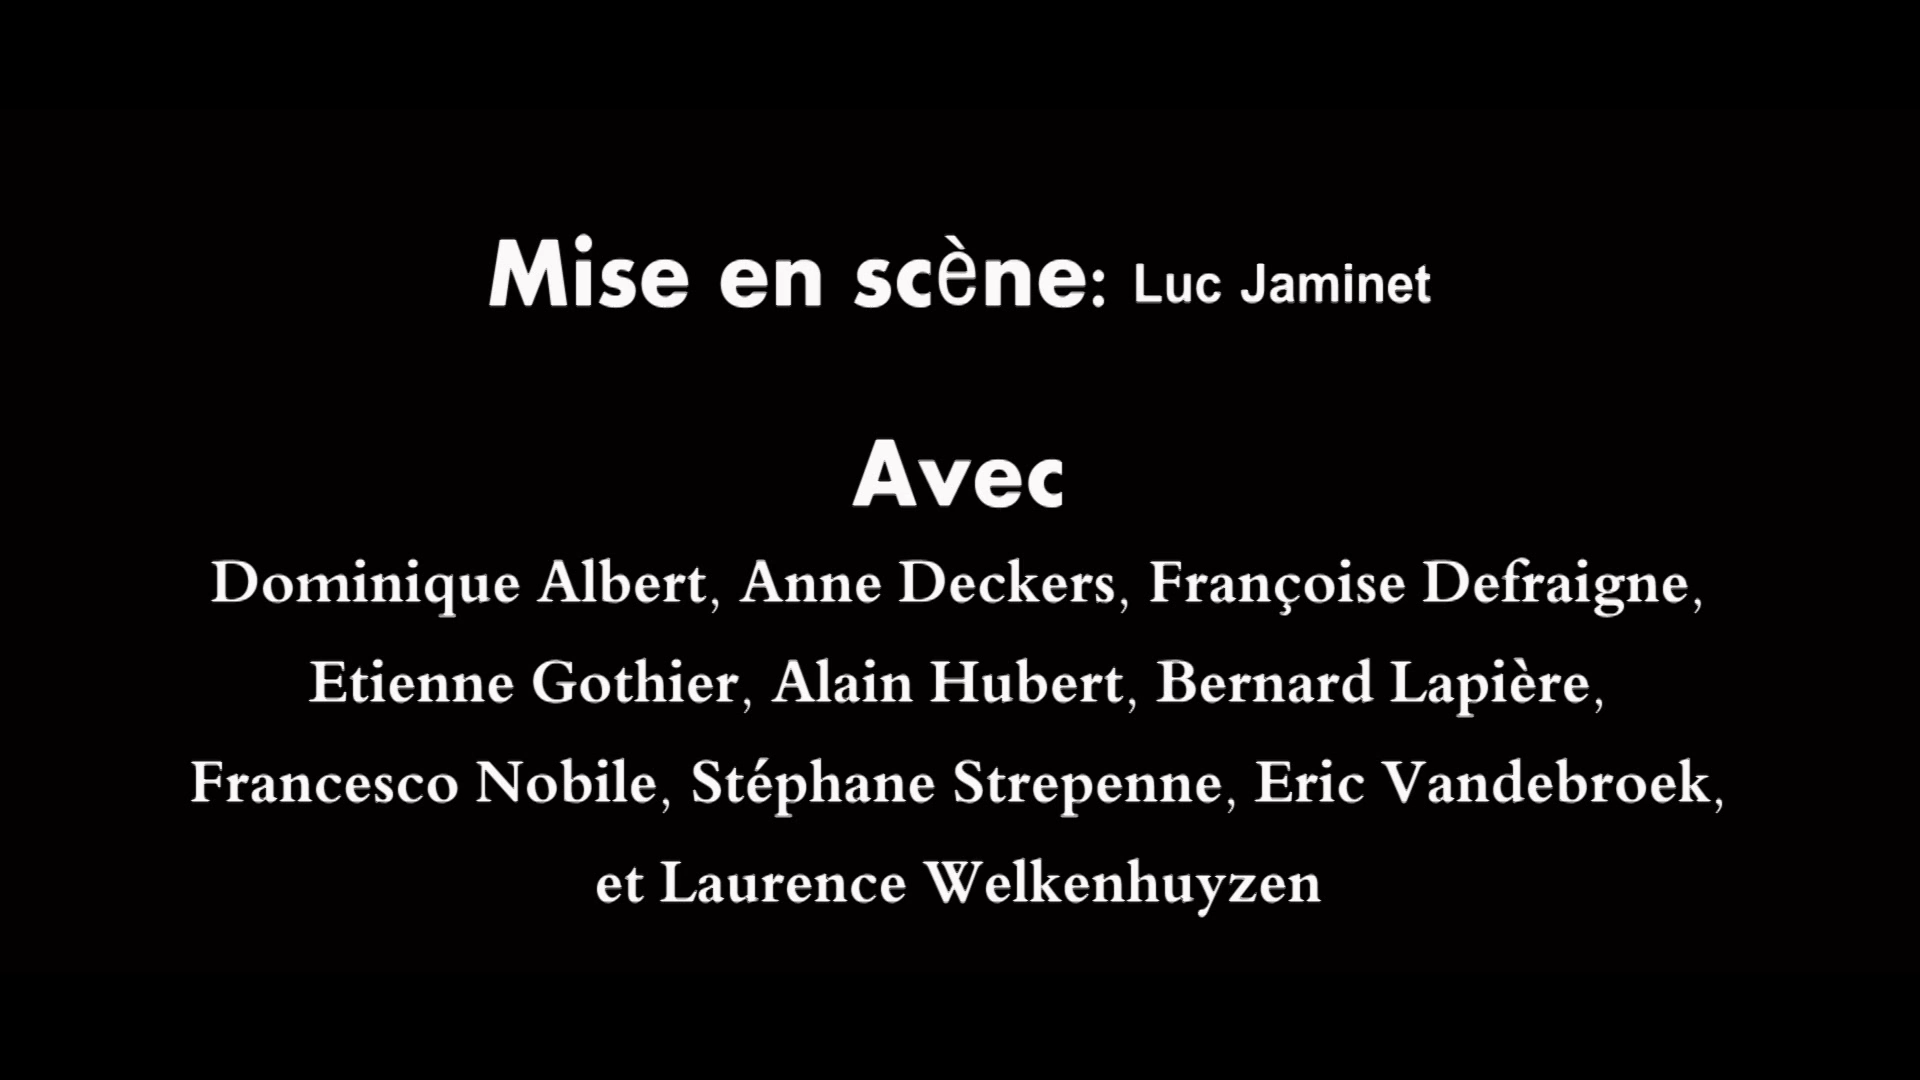 Mise en scène: Luc Jaminet
Avec
Dominique Albert, Anne Deckers, Françoise Defraigne,
Etienne Gothier, Alain Hubert, Bernard Lapière,
Francesco Nobile, Stéphane Strepenne, Eric Vandebroek,
et Laurence Welkenhuyzen